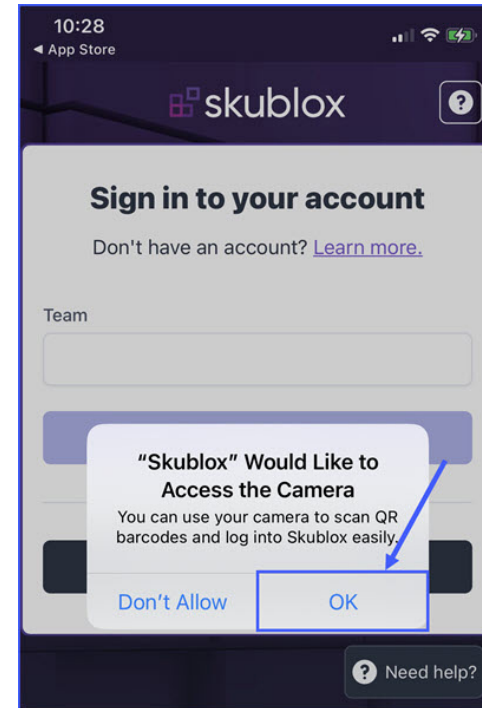 10:28
◀ App Store
skublox
?
Sign in to your account
Don't have an account? Learn more.
Team
"Skublox" Would Like to
Access the Camera
You can use your camera to scan QR
barcodes and log into Skublox easily.
Don't Allow
OK
? Need help?